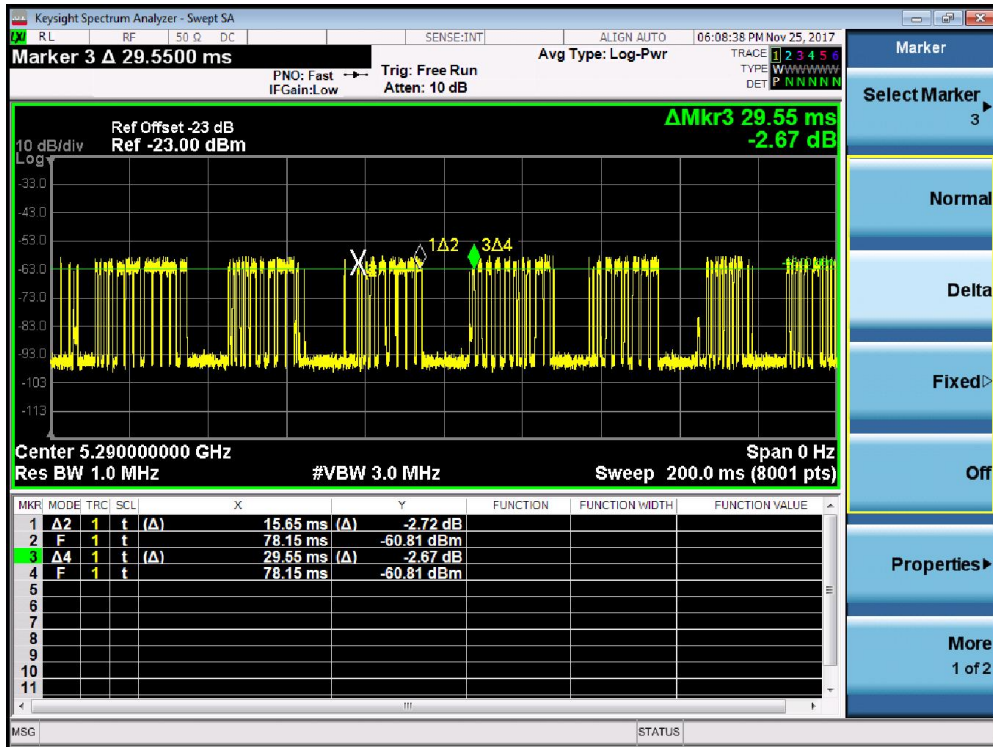 Keysight Spectrum Analyzer - Swept SA
LXI RL RF 50 Ω DC SENSE:INT ALIGN AUTO 06:08:38 PM Nov 25, 2017
Marker 3 Δ 29.5500 ms
PNO: Fast
IFGain:Low
Trig: Free Run
Atten: 10 dB
Avg Type: Log-Pwr
TRACE 1 2 3 4 5 6
TYPE WWWWWW
DET P N N N N N
ΔMkr3 29.55 ms
-2.67 dB
Ref Offset -23 dB
10 dB/div Ref -23.00 dBm
Log
-33.0
-43.0
-53.0
-63.0
-73.0
-83.0
-93.0
-103
-113
1Δ2
3Δ4
X
Center 5.290000000 GHz Span 0 Hz
Res BW 1.0 MHz #VBW 3.0 MHz Sweep 200.0 ms (8001 pts)
MKR MODE TRC SCL X Y FUNCTION FUNCTION WIDTH FUNCTION VALUE
1 Δ2 1 t (Δ) 15.65 ms (Δ) -2.72 dB
2 F 1 t 78.15 ms -60.81 dBm
3 Δ4 1 t (Δ) 29.55 ms (Δ) -2.67 dB
4 F 1 t 78.15 ms -60.81 dBm
5
6
7
8
9
10
11
MSG STATUS
Marker
Select Marker
3
Normal
Delta
Fixed
Off
Properties
More
1 of 2